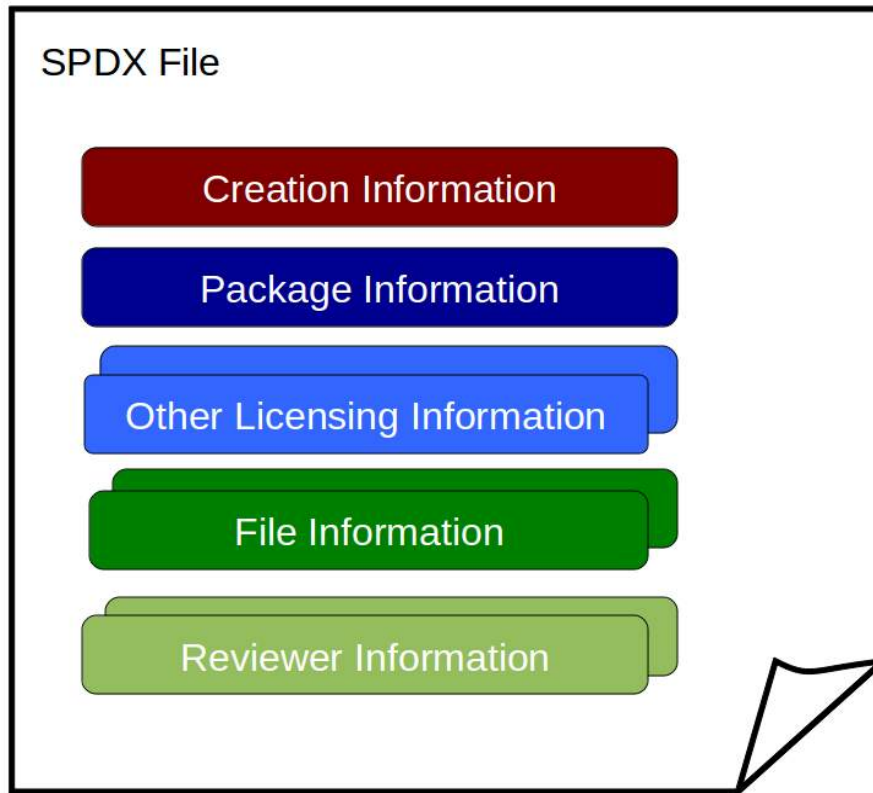 SPDX File
Creation Information
Package Information
Other Licensing Information
File Information
Reviewer Information